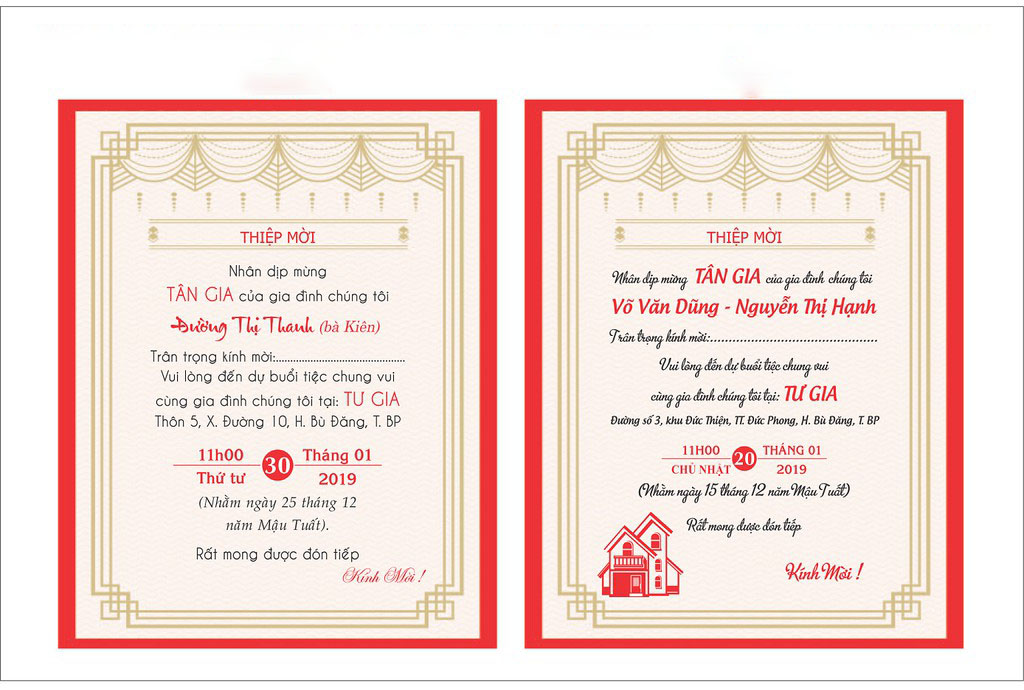 THIỆP MỜI
Nhân dịp mừng
TÂN GIA của gia đình chúng tôi
Đường Thị Thanh (bà Kiên)
Trân trọng kính mời:.............................................
Vui lòng đến dự buổi tiệc chung vui
cùng gia đình chúng tôi tại: TƯ GIA
Thôn 5, X. Đường 10, H. Bù Đăng, T. BP
11h00 30 Tháng 01
Thứ tư 2019
(Nhằm ngày 25 tháng 12
năm Mậu Tuất).
Rất mong được đón tiếp
Kính Mời !
THIỆP MỜI
Nhân dịp mừng TÂN GIA của gia đình chúng tôi
Võ Văn Dũng - Nguyễn Thị Hạnh
Trân trọng kính mời:.............................................
Vui lòng đến dự buổi tiệc chung vui
cùng gia đình chúng tôi tại: TƯ GIA
Đường số 3, khu Đức Thiện, TT. Đức Phong, H. Bù Đăng, T. BP
11H00 20 THÁNG 01
CHỦ NHẬT 2019
(Nhằm ngày 15 tháng 12 năm Mậu Tuất)
Rất mong được đón tiếp
Kính Mời !